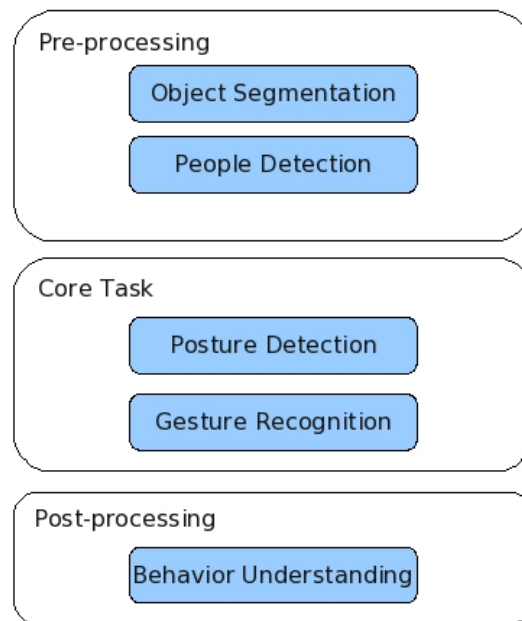 Pre-processing
Object Segmentation
People Detection
Core Task
Posture Detection
Gesture Recognition
Post-processing
Behavior Understanding